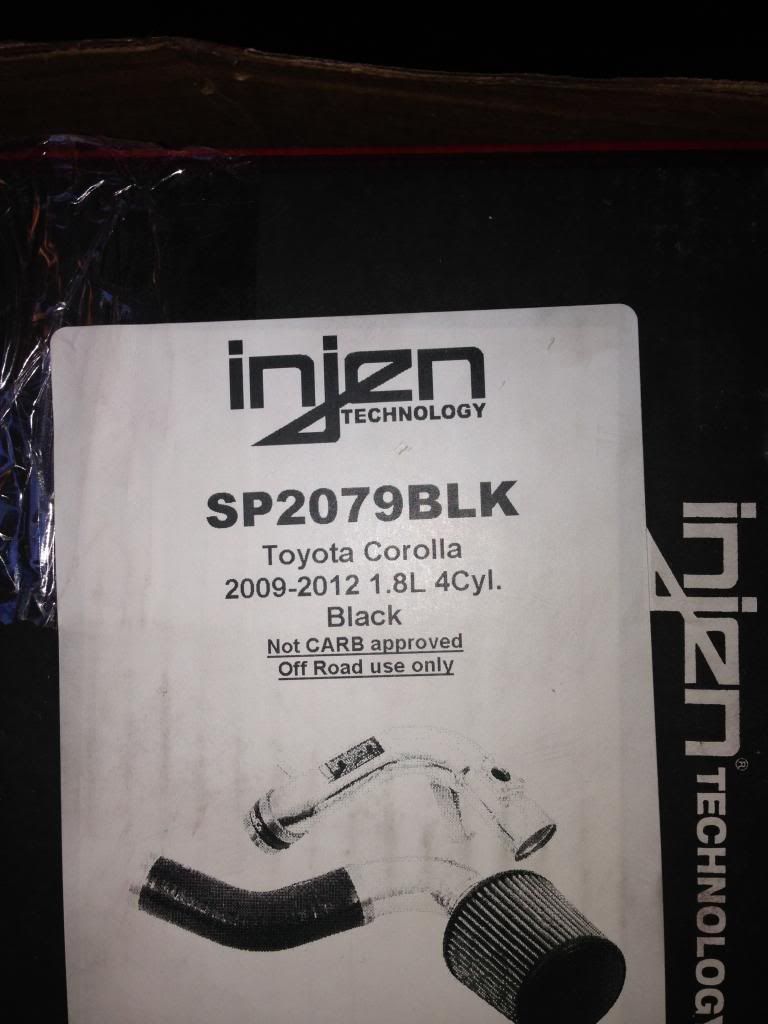 injen
TECHNOLOGY
SP2079BLK
Toyota Corolla
2009-2012 1.8L 4Cyl.
Black
Not CARB approved
Off Road use only
injen®
TECHNOLOGY